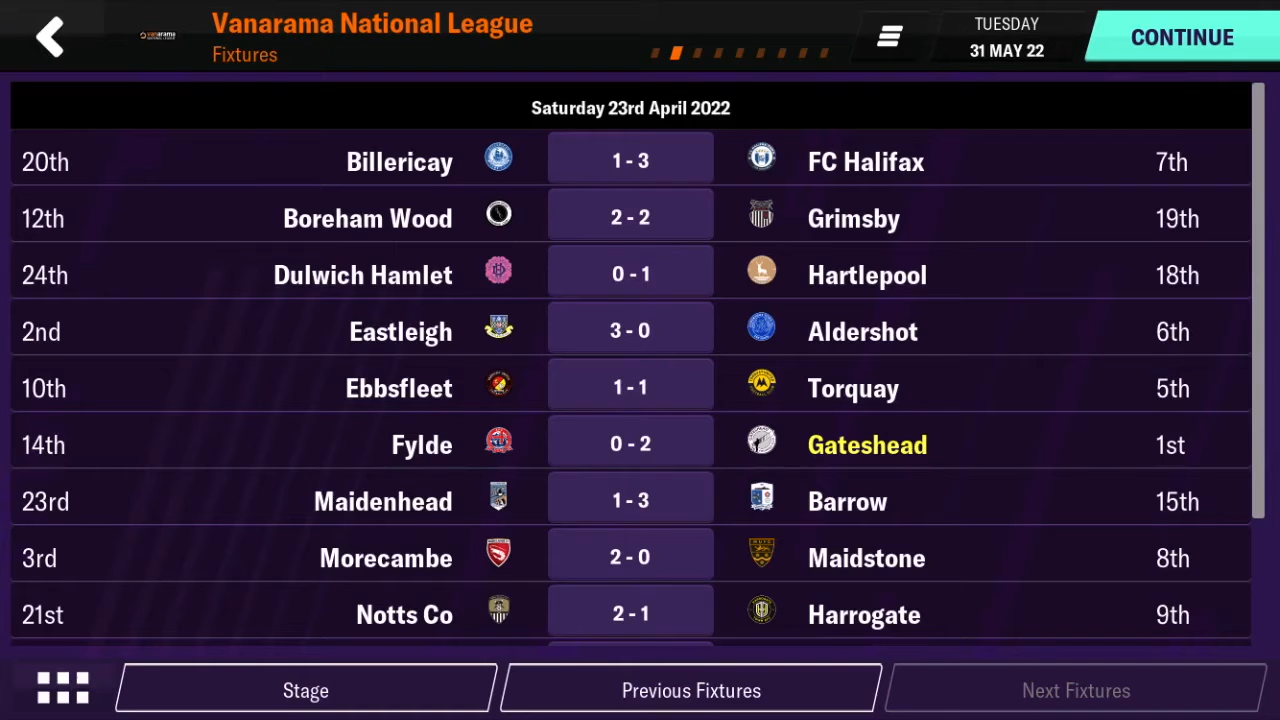 Vanarama National League
Fixtures
TUESDAY
31 MAY 22
CONTINUE
Saturday 23rd April 2022
20th Billericay 1 - 3 FC Halifax 7th
12th Boreham Wood 2 - 2 Grimsby 19th
24th Dulwich Hamlet 0 - 1 Hartlepool 18th
2nd Eastleigh 3 - 0 Aldershot 6th
10th Ebbsfleet 1 - 1 Torquay 5th
14th Fylde 0 - 2 Gateshead 1st
23rd Maidenhead 1 - 3 Barrow 15th
3rd Morecambe 2 - 0 Maidstone 8th
21st Notts Co 2 - 1 Harrogate 9th
Stage
Previous Fixtures
Next Fixtures